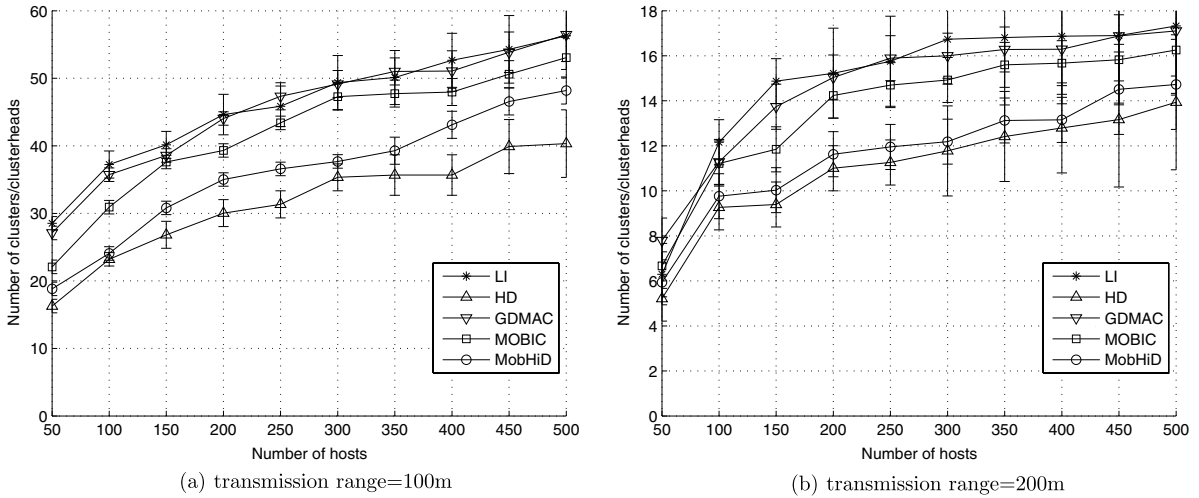 60
50
40
30
20
10
0
Number of clusters/clusterheads
LI
HD
GDMAC
MOBIC
MobHiD
50 100 150 200 250 300 350 400 450 500
Number of hosts
(a) transmission range=100m
18
16
14
12
10
8
6
4
2
0
Number of clusters/clusterheads
LI
HD
GDMAC
MOBIC
MobHiD
50 100 150 200 250 300 350 400 450 500
Number of hosts
(b) transmission range=200m